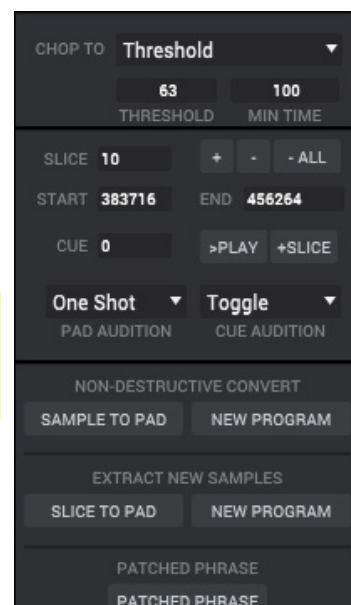 CHOP TO Threshold
63 100
THRESHOLD MIN TIME
SLICE 10 + - - ALL
START 383716 END 456264
CUE 0 >PLAY +SLICE
One Shot Toggle
PAD AUDITION CUE AUDITION
NON-DESTRUCTIVE CONVERT
SAMPLE TO PAD NEW PROGRAM
EXTRACT NEW SAMPLES
SLICE TO PAD NEW PROGRAM
PATCHED PHRASE
PATCHED PHRASE